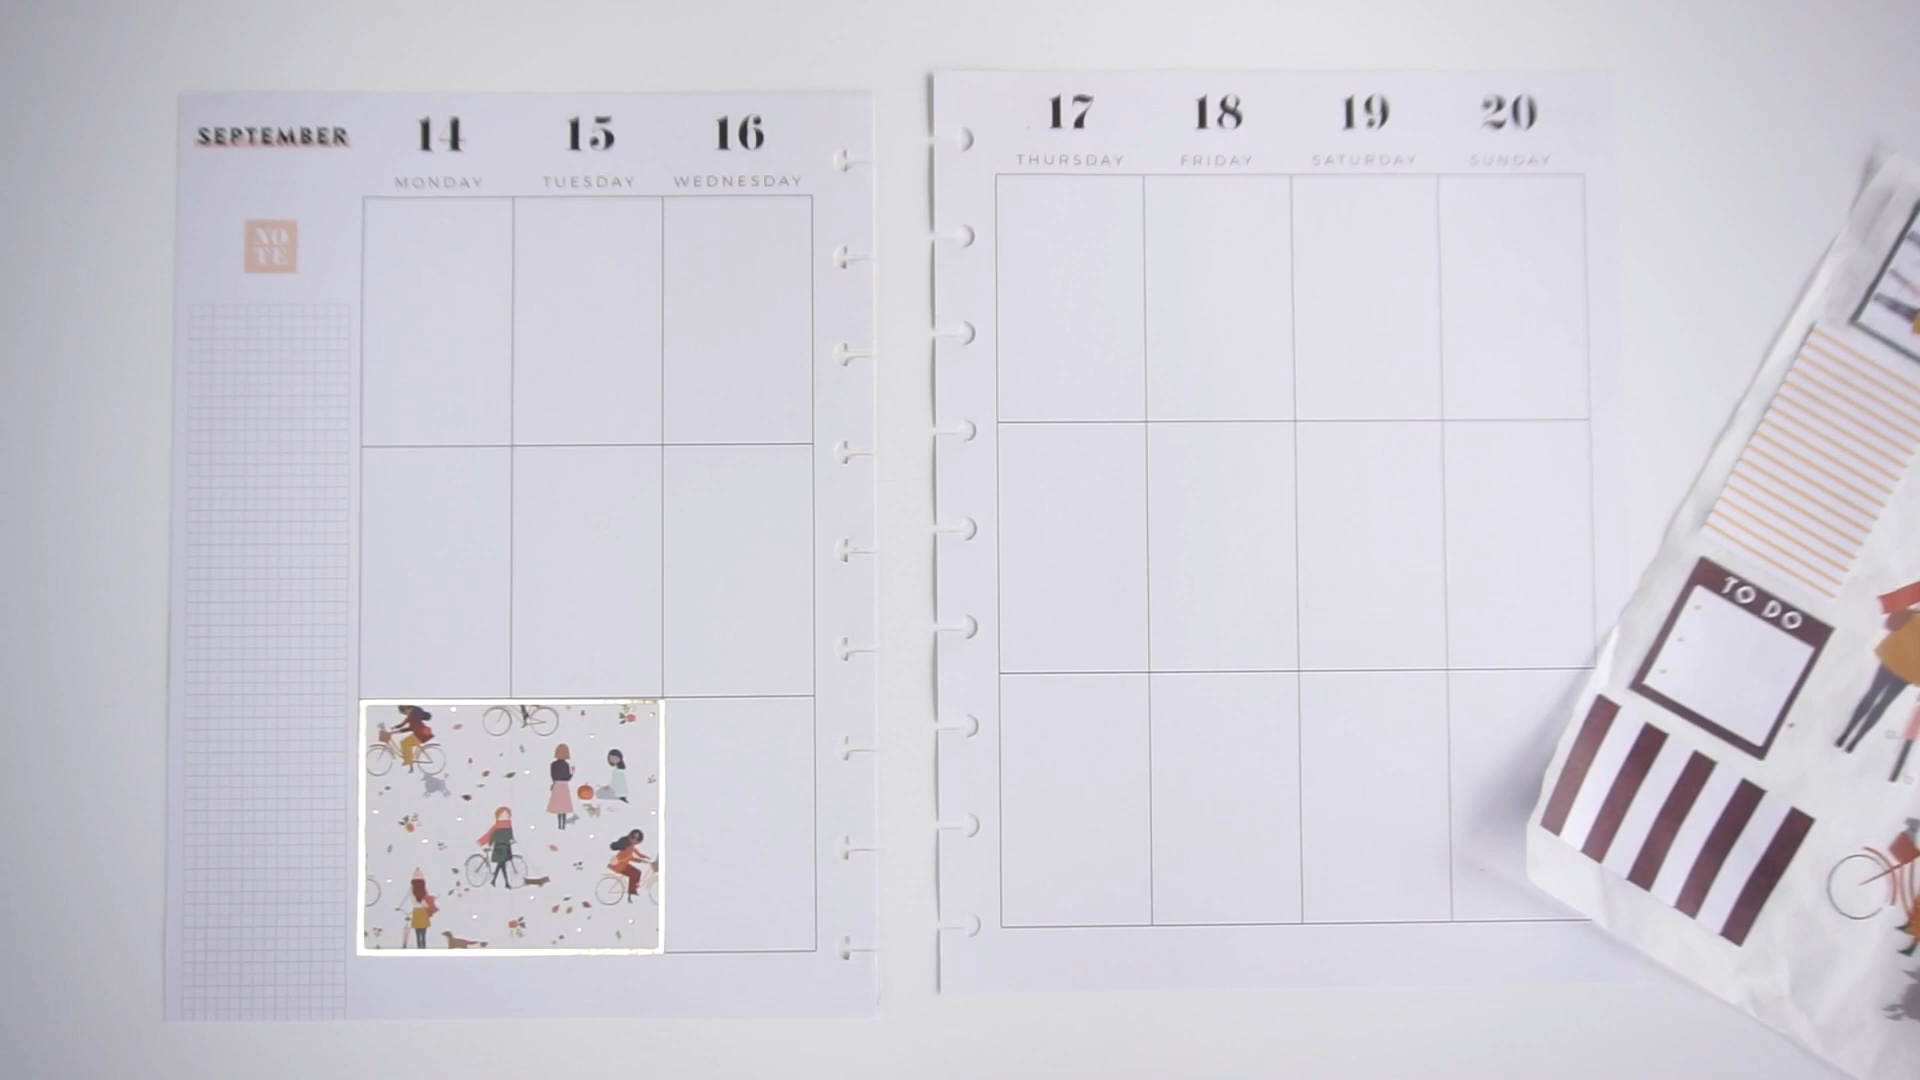 SEPTEMBER
14 15 16
MONDAY TUESDAY WEDNESDAY
NO
TE
17 18 19 20
THURSDAY FRIDAY SATURDAY SUNDAY
TO DO